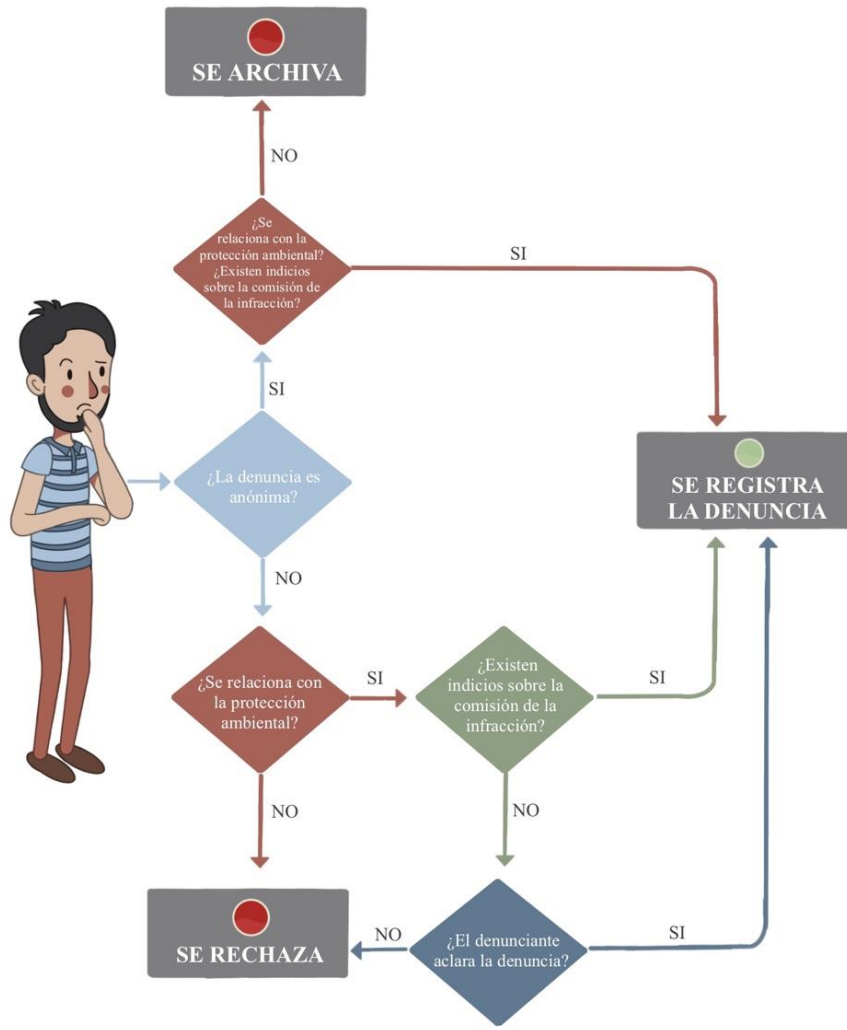 SE ARCHIVA
NO
¿Se
relaciona con la
protección ambiental?
¿Existen indicios
sobre la comisión de
la infracción?
SI
SI
¿La denuncia es
anónima?
SE REGISTRA
LA DENUNCIA
NO
¿Se relaciona con
la protección
ambiental?
SI
¿Existen
indicios sobre la
comisión de la
infracción?
SI
NO
NO
SE RECHAZA
NO
¿El denunciante
aclara la denuncia?
SI